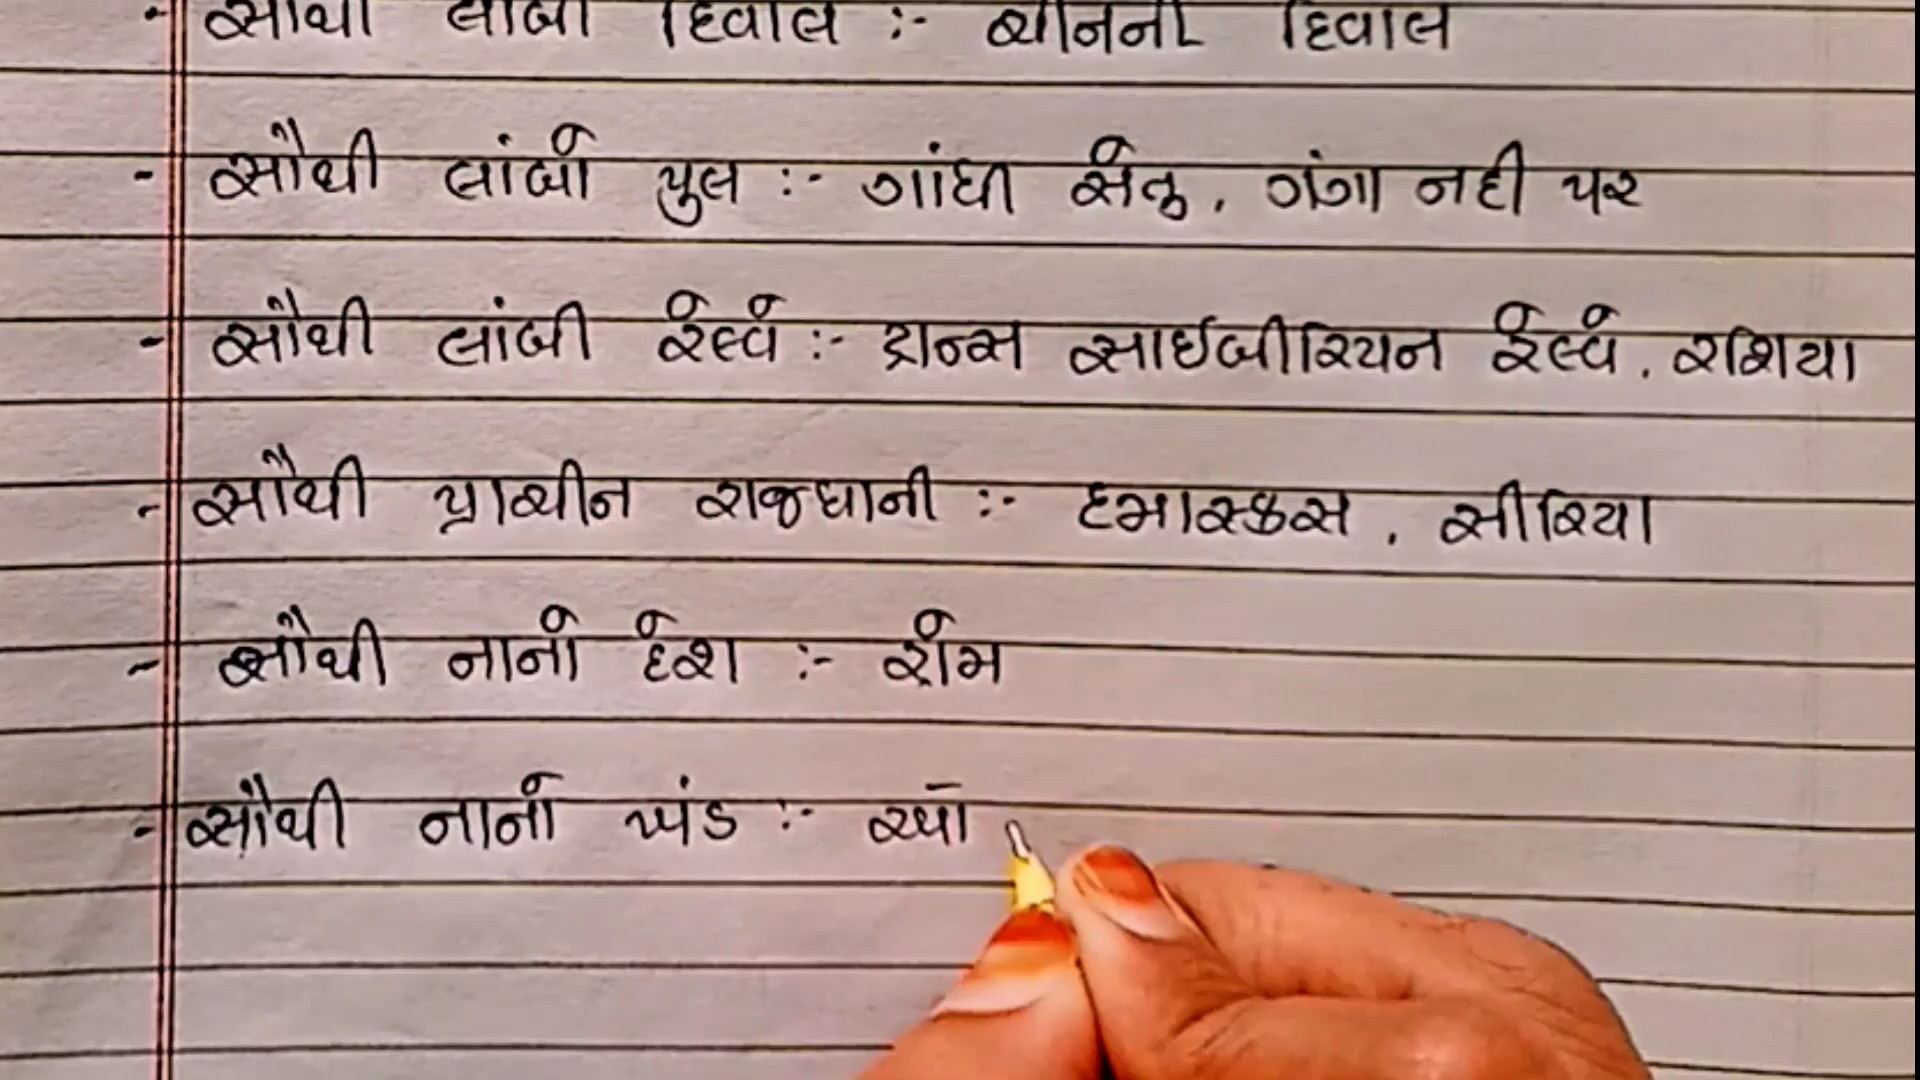 - સૌથી લાંબી દિવાલ :- ચીનની દિવાલ
- સૌથી લાંબો પુલ :- ગાંધી સેતુ, ગંગા નદી પર
- સૌથી લાંબી રેલ્વે :- ટ્રાન્સ સાઈબીરિયન રેલ્વે, રશિયા
- સૌથી પ્રાચીન રાજધાની :- દમાસ્કસ, સીરિયા
- સૌથી નાનો દેશ :- રોમ
- સૌથી નાનો ખંડ :-